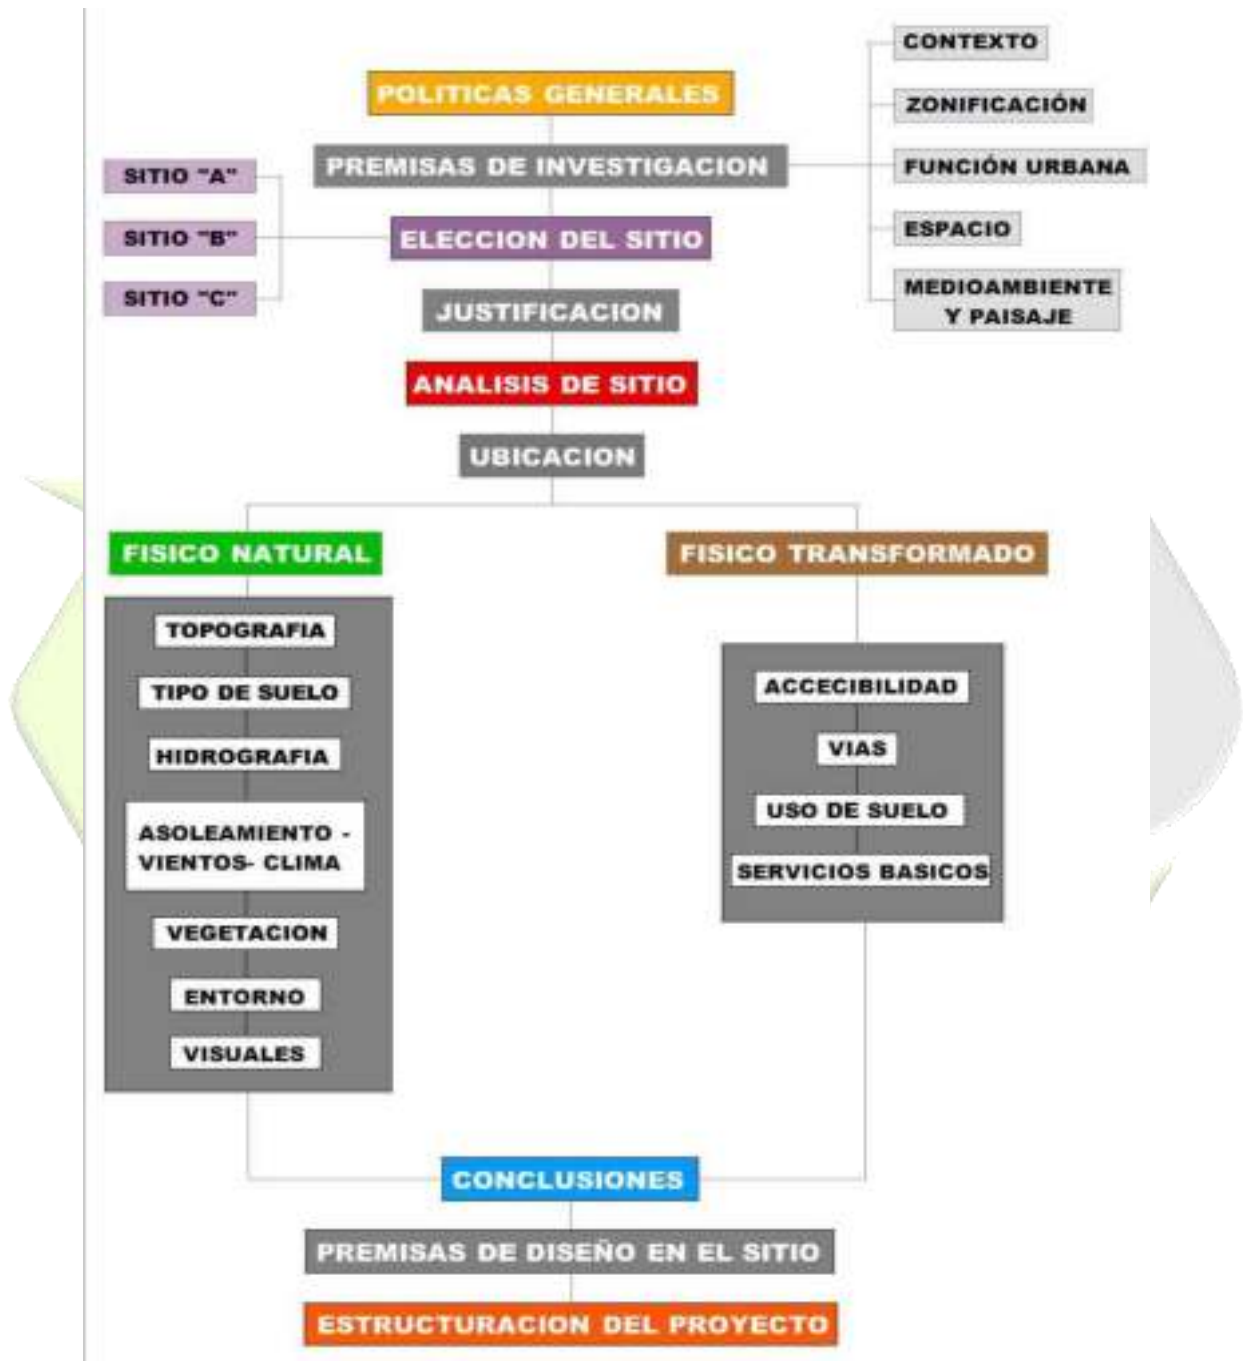 POLITICAS GENERALES
PREMISAS DE INVESTIGACION
CONTEXTO
ZONIFICACIÓN
FUNCIÓN URBANA
ESPACIO
MEDIOAMBIENTE
Y PAISAJE
ELECCION DEL SITIO
SITIO "A"
SITIO "B"
SITIO "C"
JUSTIFICACION
ANALISIS DE SITIO
UBICACION
FISICO NATURAL
TOPOGRAFIA
TIPO DE SUELO
HIDROGRAFIA
ASOLEAMIENTO -
VIENTOS- CLIMA
VEGETACION
ENTORNO
VISUALES
FISICO TRANSFORMADO
ACCECIBILIDAD
VIAS
USO DE SUELO
SERVICIOS BASICOS
CONCLUSIONES
PREMISAS DE DISEÑO EN EL SITIO
ESTRUCTURACION DEL PROYECTO